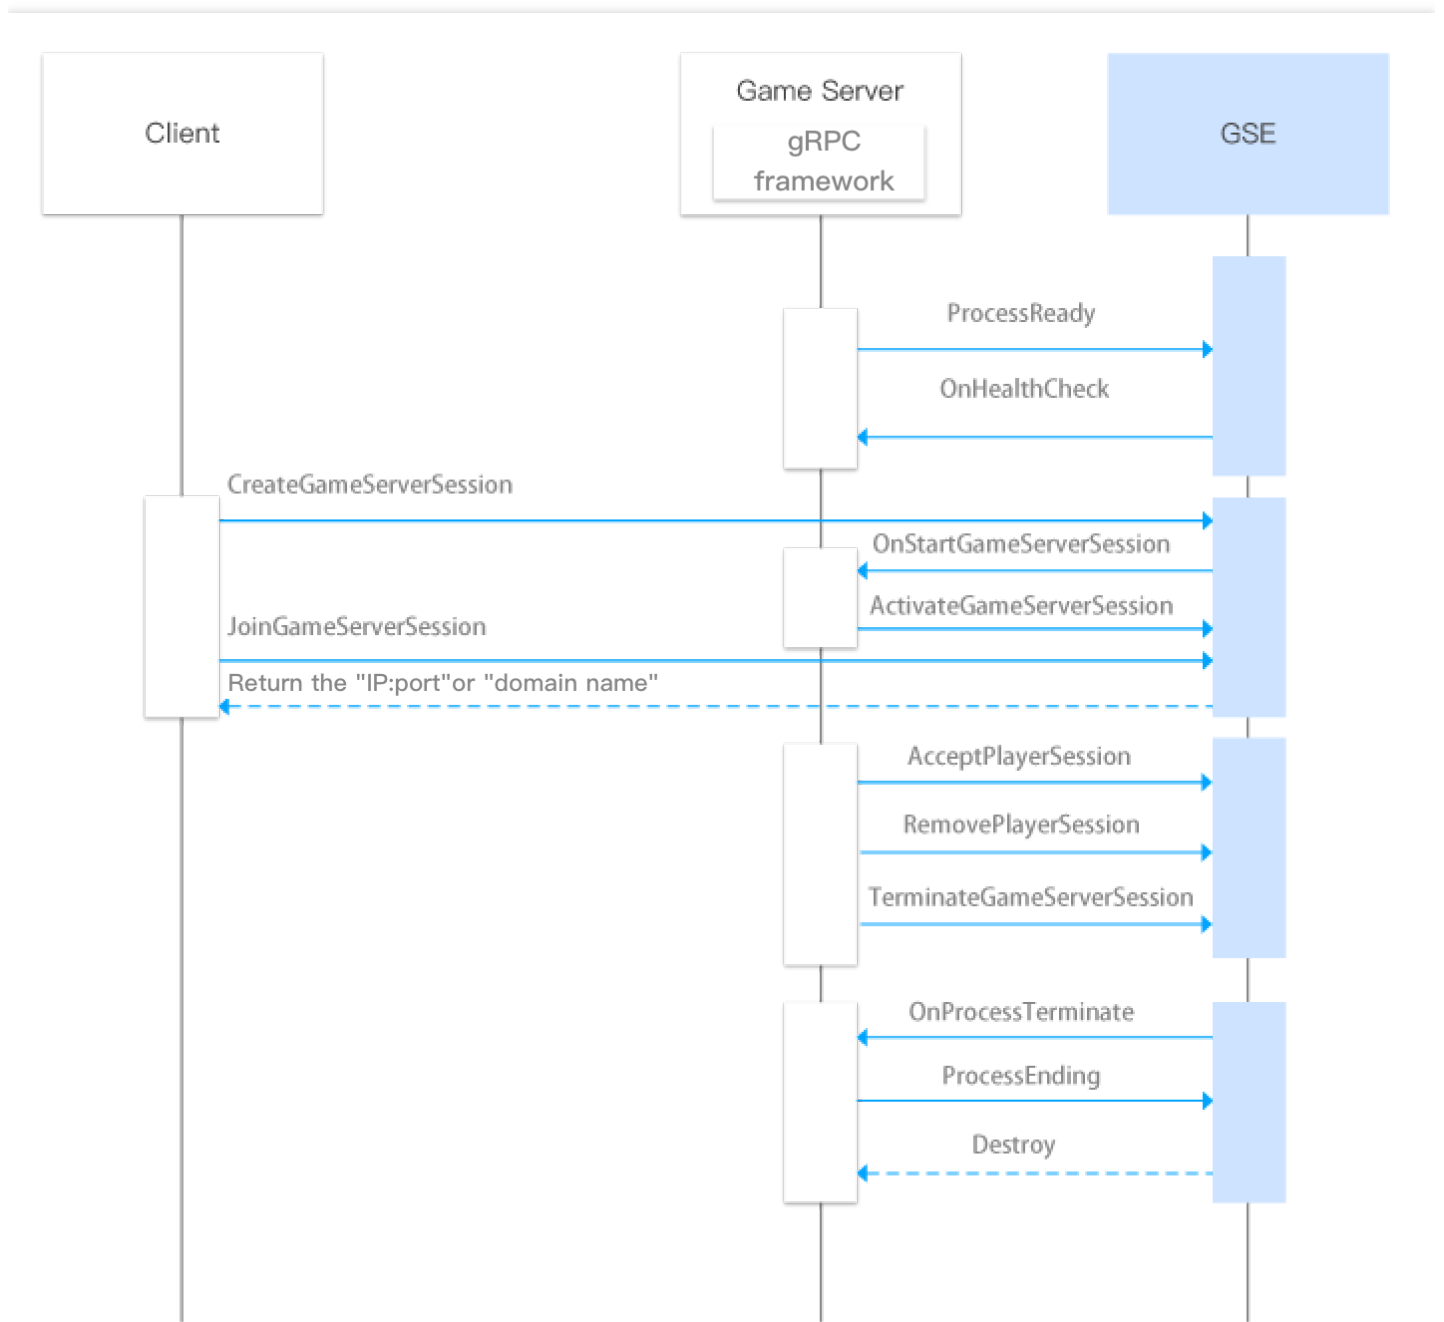 Client
Game Server
gRPC
framework
GSE
ProcessReady
OnHealthCheck
CreateGameServerSession
OnStartGameServerSession
ActivateGameServerSession
JoinGameServerSession
Return the "IP:port"or "domain name"
AcceptPlayerSession
RemovePlayerSession
TerminateGameServerSession
OnProcessTerminate
ProcessEnding
Destroy